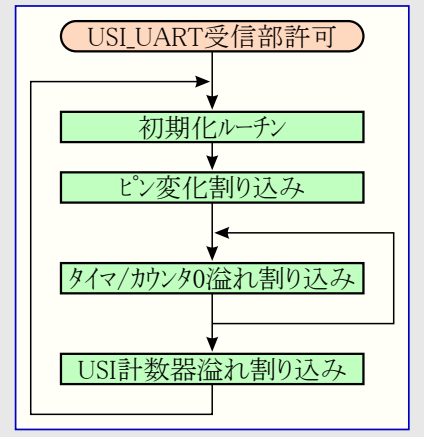 USI_UART受信部許可
初期化ルーチン
ピン変化割り込み
タイマ/カウンタ0溢れ割り込み
USI計数器溢れ割り込み